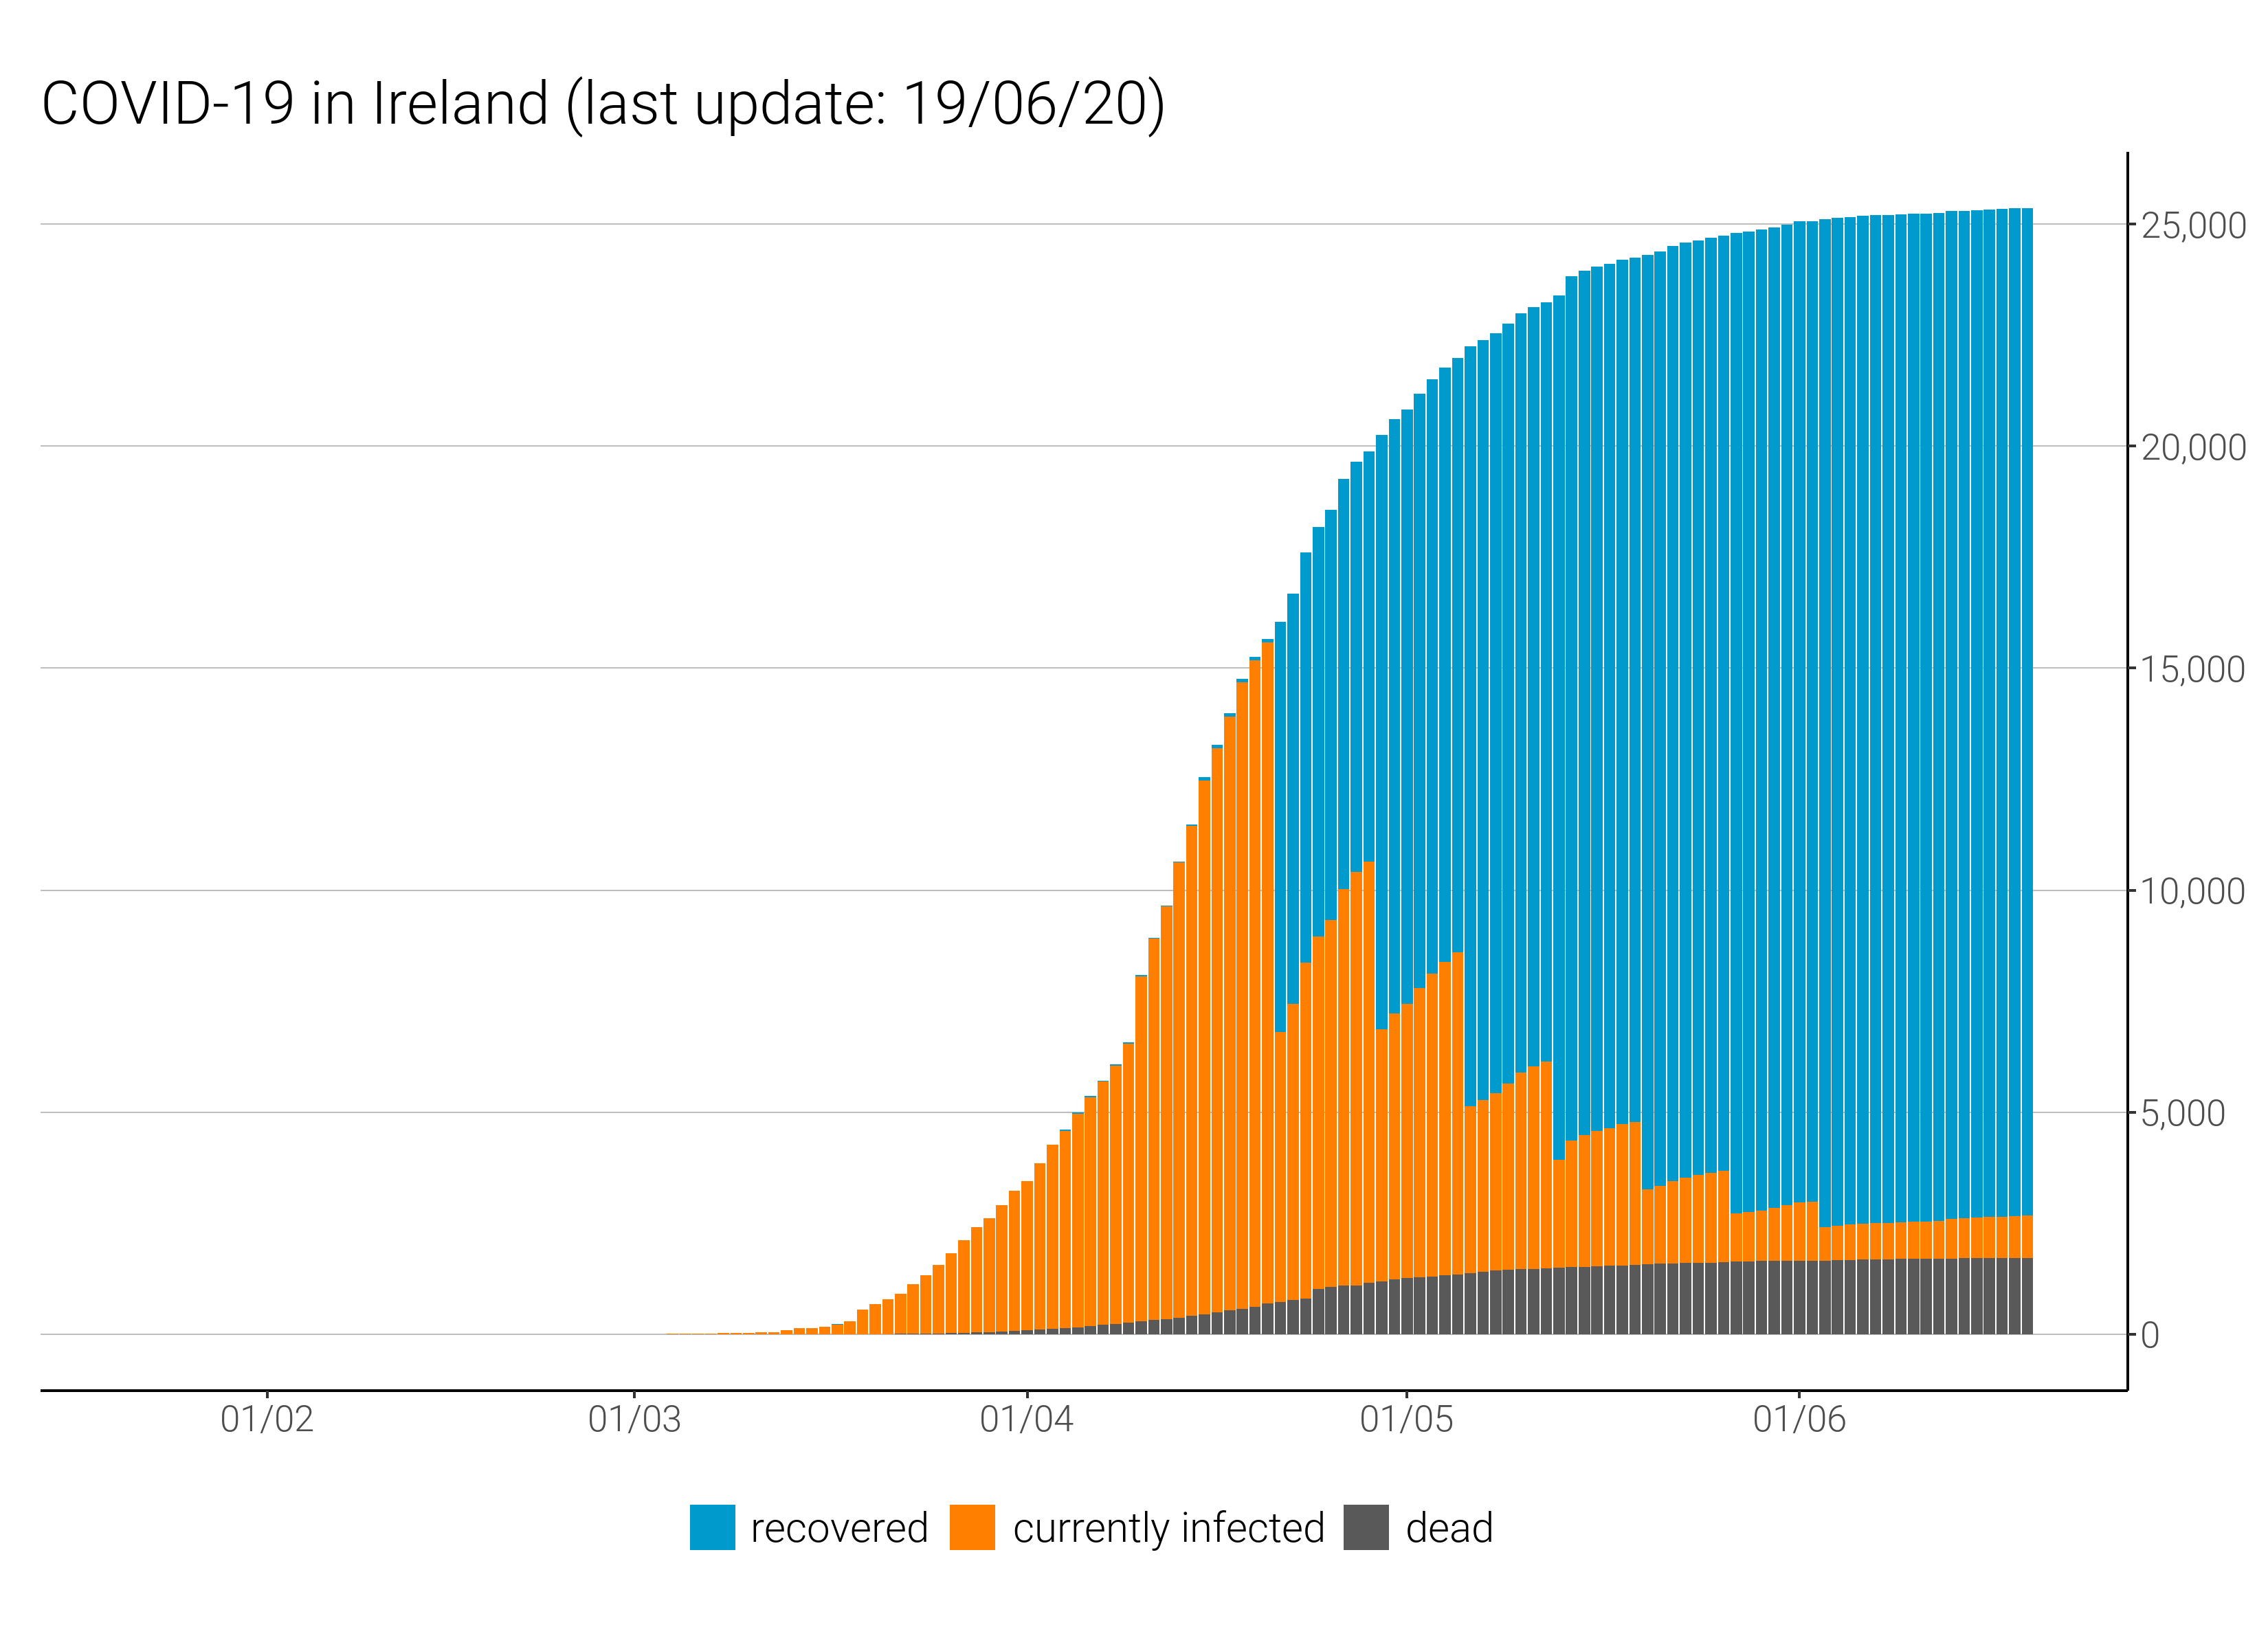 COVID-19 in Ireland (last update: 19/06/20)
25,000
20,000
15,000
10,000
5,000
0
01/02 01/03 01/04 01/05 01/06
recovered currently infected dead